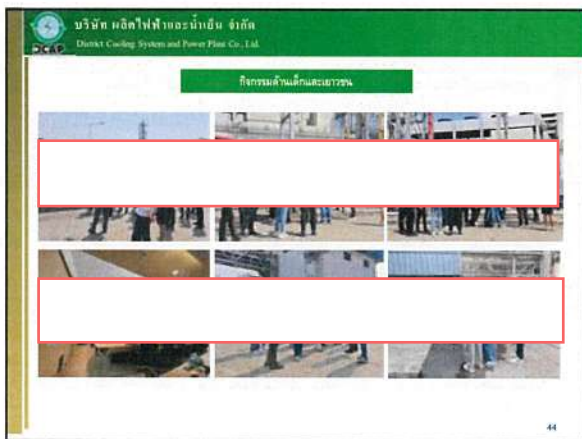 บริษัท ผลิตไฟฟ้าและน้ำเย็น จำกัด
District Cooling System and Power Plant Co., Ltd.
DCAP
กิจกรรมด้านเด็กและเยาวชน
44